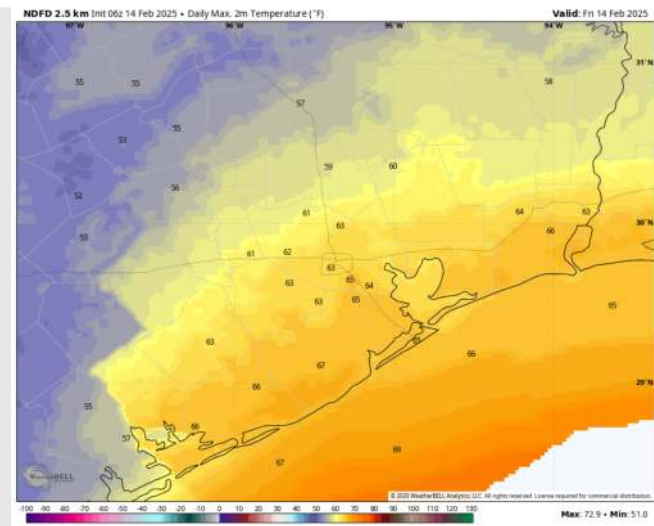 NDFD 2.5 km Init 06z 14 Feb 2025 • Daily Max. 2m Temperature (°F)
Valid: Fri 14 Feb 2025
97°W 96°W 95°W 94°W
31°N
55 55 58
57
53 55
59 60
52 56
61 64 63
63 30°N
53 66
61 62
63
63 65 64
63 65
65
63 65
66
67 29°N
55 66
66
57
69
67
WeatherBELL
© 2025 WeatherBELL Analytics, LLC. All rights reserved. License required for commercial distribution.
-100 -90 -80 -70 -60 -50 -40 -30 -20 -10 0 10 20 30 40 50 60 70 80 90 100 110 120 130
Max: 72.9 • Min: 51.0